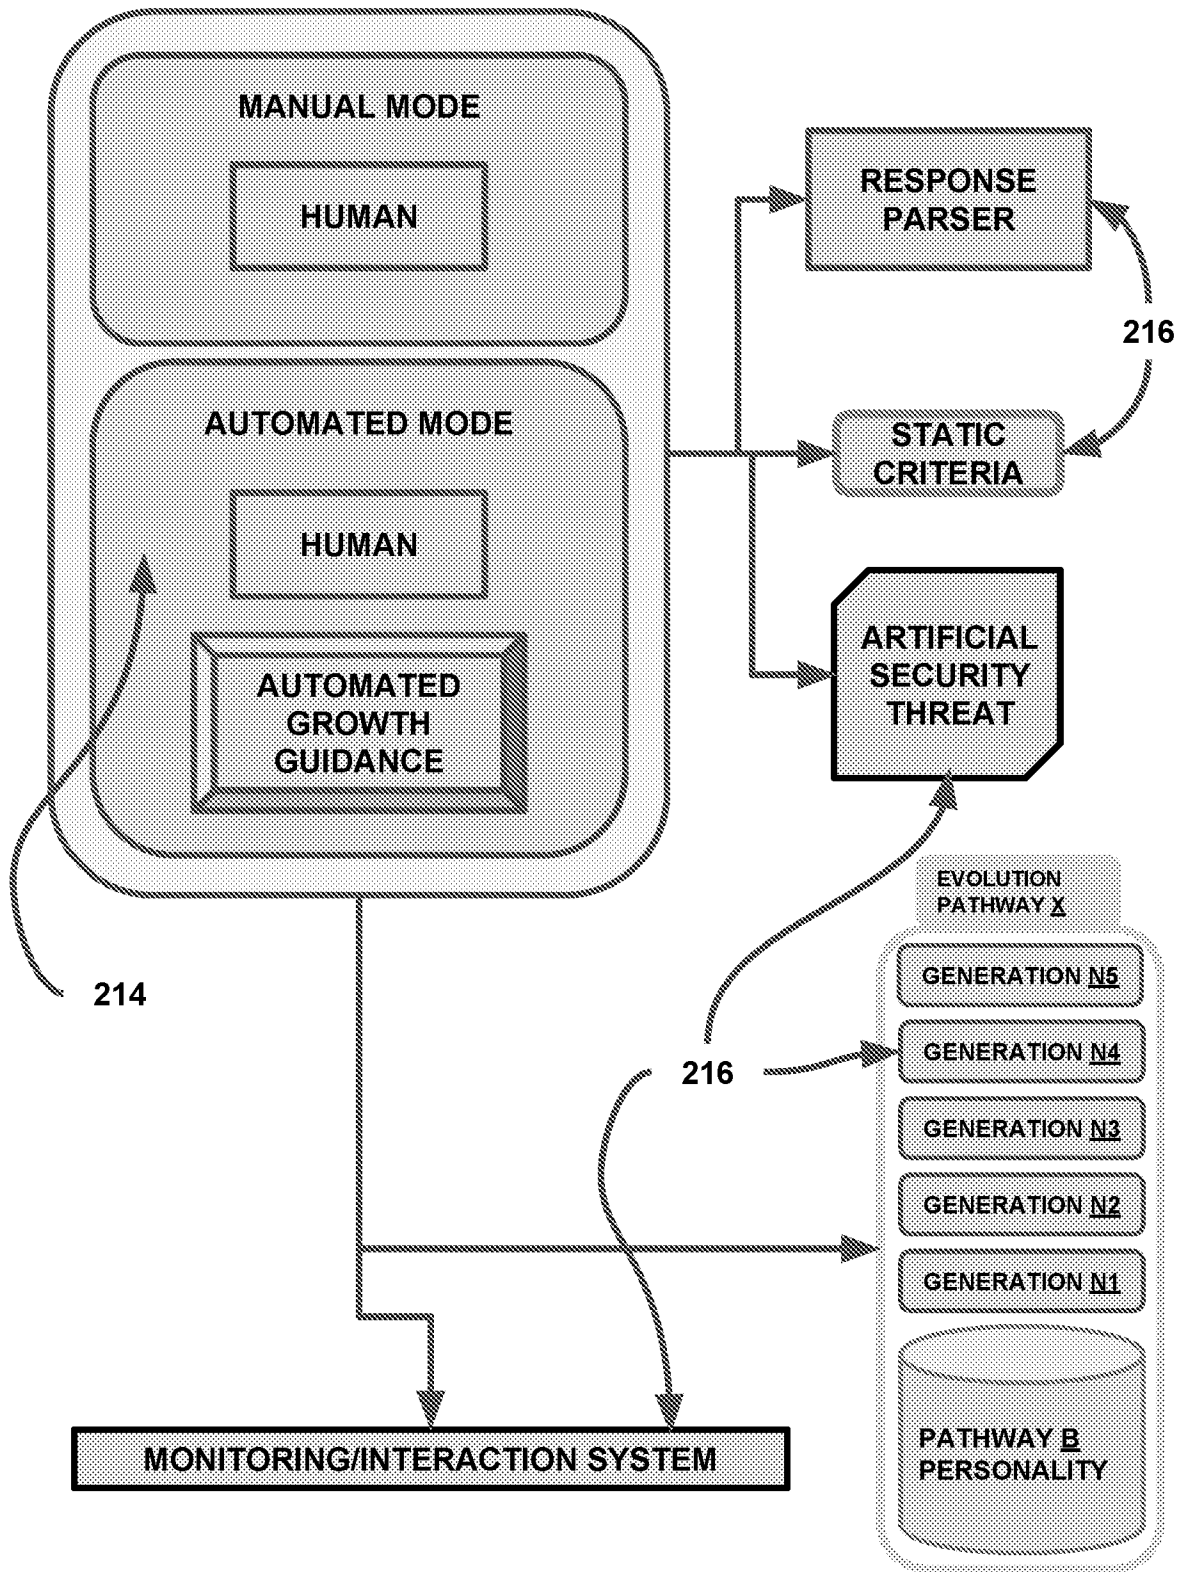 MANUAL MODE
HUMAN
AUTOMATED MODE
HUMAN
AUTOMATED
GROWTH
GUIDANCE
214
RESPONSE
PARSER
216
STATIC
CRITERIA
ARTIFICIAL
SECURITY
THREAT
216
EVOLUTION
PATHWAY X
GENERATION N5
GENERATION N4
GENERATION N3
GENERATION N2
GENERATION N1
PATHWAY B
PERSONALITY
MONITORING/INTERACTION SYSTEM